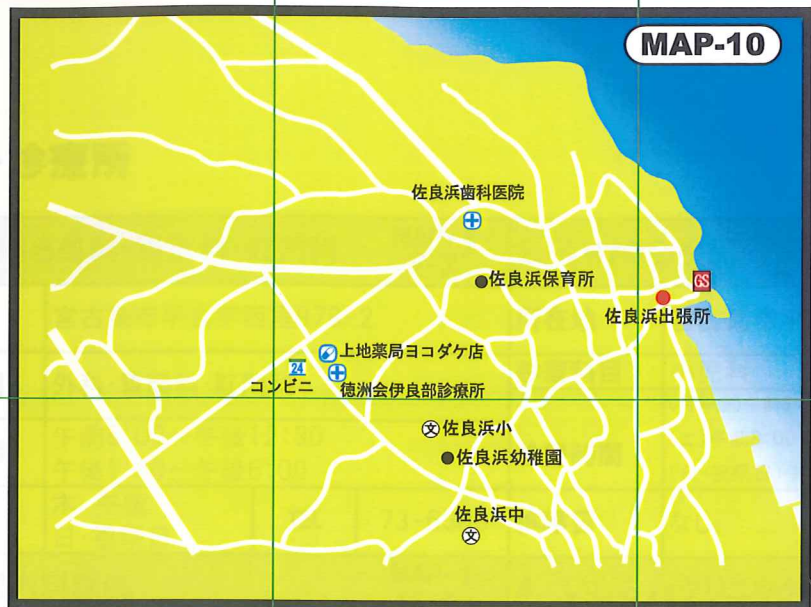 MAP-10
佐良浜歯科医院
佐良浜保育所
GS
佐良浜出張所
上地薬局ヨコダケ店
24
コンビニ
徳洲会伊良部診療所
文佐良浜小
佐良浜幼稚園
佐良浜中
文